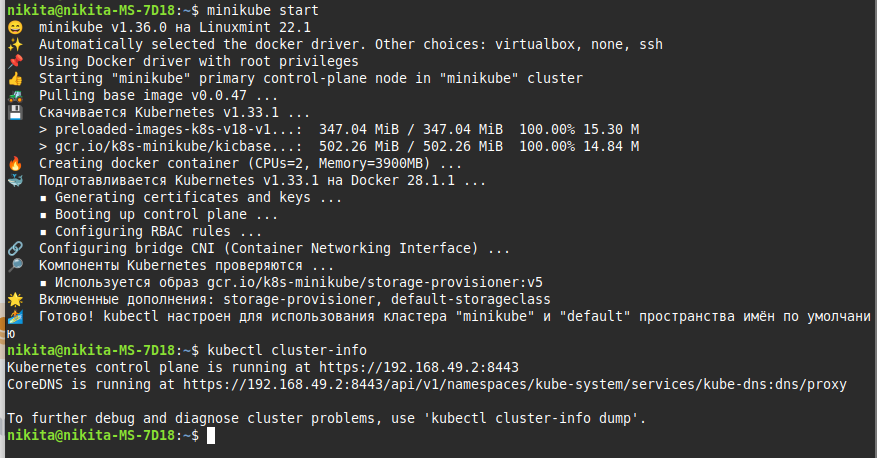 nikita@nikita-MS-7D18:~$ minikube start
😄  minikube v1.36.0 на Linuxmint 22.1
✨  Automatically selected the docker driver. Other choices: virtualbox, none, ssh
📌  Using Docker driver with root privileges
👍  Starting "minikube" primary control-plane node in "minikube" cluster
🚜  Pulling base image v0.0.47 ...
💾  Скачивается Kubernetes v1.33.1 ...
    > preloaded-images-k8s-v18-v1...:  347.04 MiB / 347.04 MiB  100.00% 15.30 M
    > gcr.io/k8s-minikube/kicbase...:  502.26 MiB / 502.26 MiB  100.00% 14.84 M
🔥  Creating docker container (CPUs=2, Memory=3900MB) ...
🐳  Подготавливается Kubernetes v1.33.1 на Docker 28.1.1 ...
    ▪ Generating certificates and keys ...
    ▪ Booting up control plane ...
    ▪ Configuring RBAC rules ...
🔗  Configuring bridge CNI (Container Networking Interface) ...
🔎  Компоненты Kubernetes проверяются ...
    ▪ Используется образ gcr.io/k8s-minikube/storage-provisioner:v5
🌟  Включенные дополнения: storage-provisioner, default-storageclass
🏄  Готово! kubectl настроен для использования кластера "minikube" и "default" пространства имён по умолчани
ю
nikita@nikita-MS-7D18:~$ kubectl cluster-info
Kubernetes control plane is running at https://192.168.49.2:8443
CoreDNS is running at https://192.168.49.2:8443/api/v1/namespaces/kube-system/services/kube-dns:dns/proxy

To further debug and diagnose cluster problems, use 'kubectl cluster-info dump'.
nikita@nikita-MS-7D18:~$